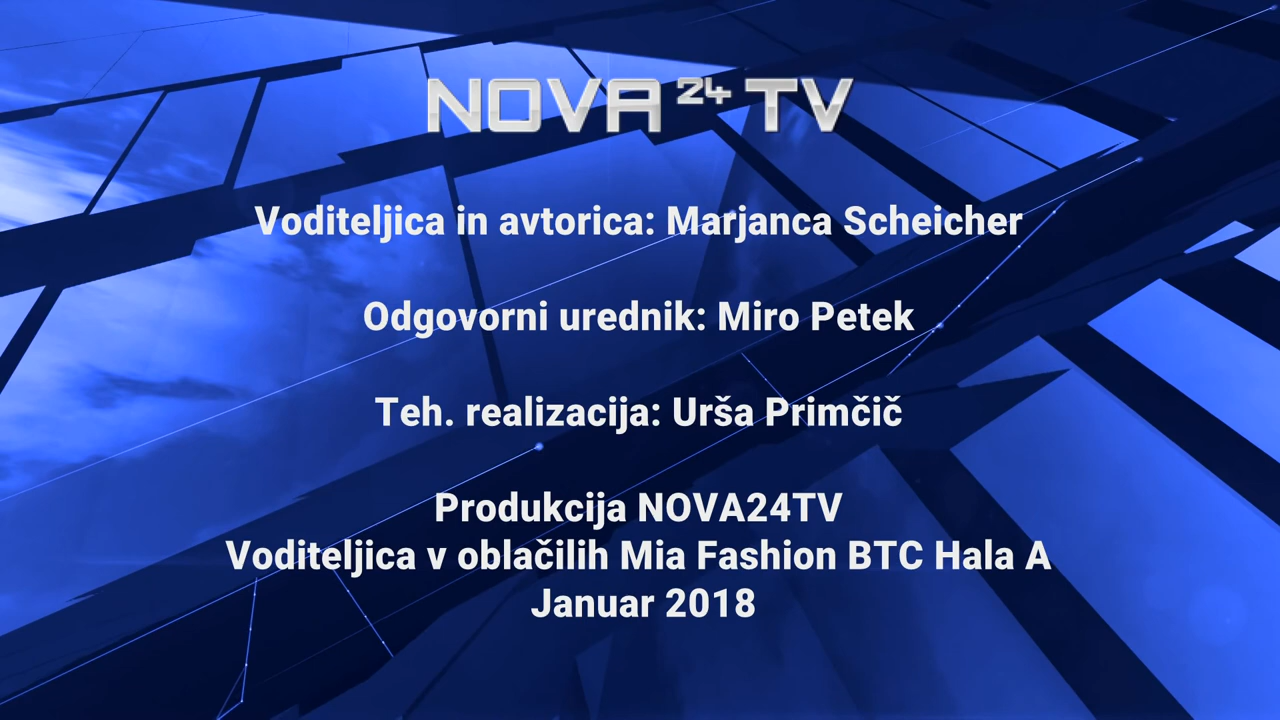 NOVA 24 TV
Voditeljica in avtorica: Marjanca Scheicher
Odgovorni urednik: Miro Petek
Teh. realizacija: Urša Primčič
Produkcija NOVA24TV
Voditeljica v oblačilih Mia Fashion BTC Hala A
Januar 2018